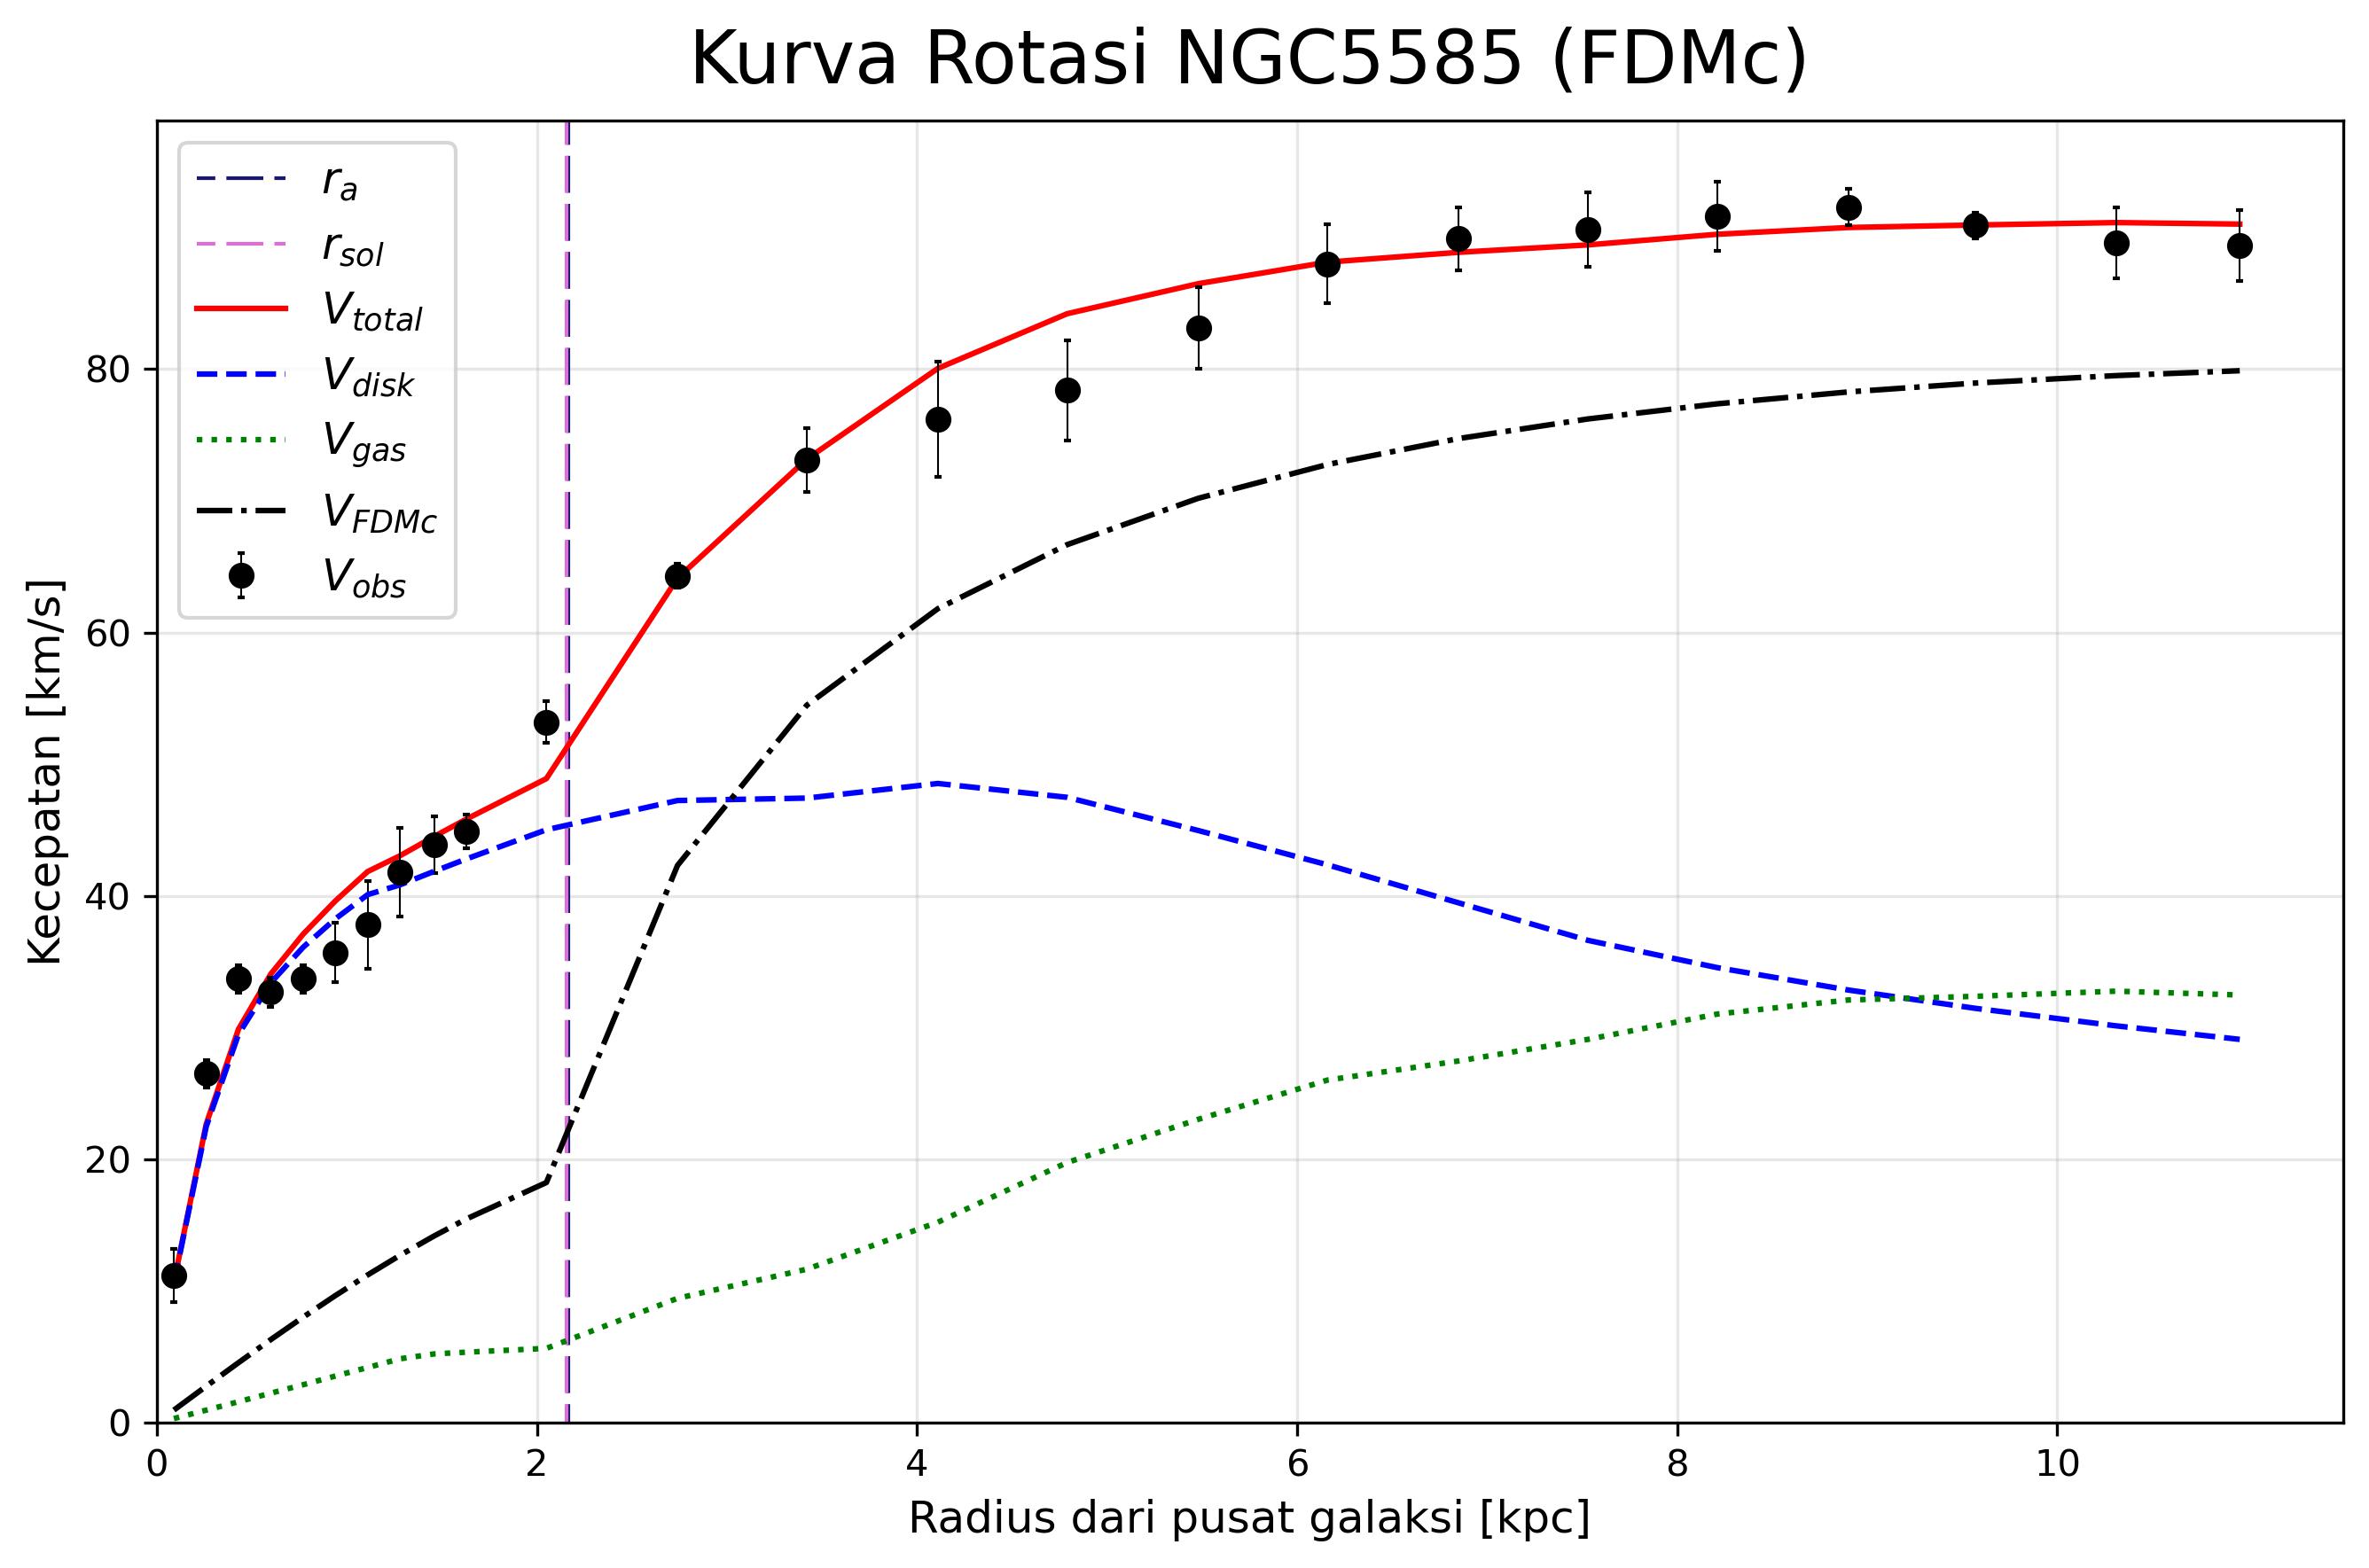 Kurva Rotasi NGC5585 (FDMc)
r_a
r_sol
V_total
V_disk
V_gas
V_FDMc
V_obs
Kecepatan [km/s]
80
60
40
20
0
0 2 4 6 8 10
Radius dari pusat galaksi [kpc]